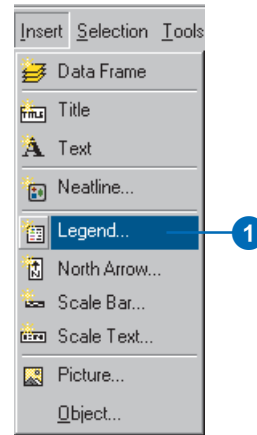 Insert Selection Tools
Data Frame
Title
Text
Neatline...
Legend...
1
North Arrow...
Scale Bar...
Scale Text...
Picture...
Object...